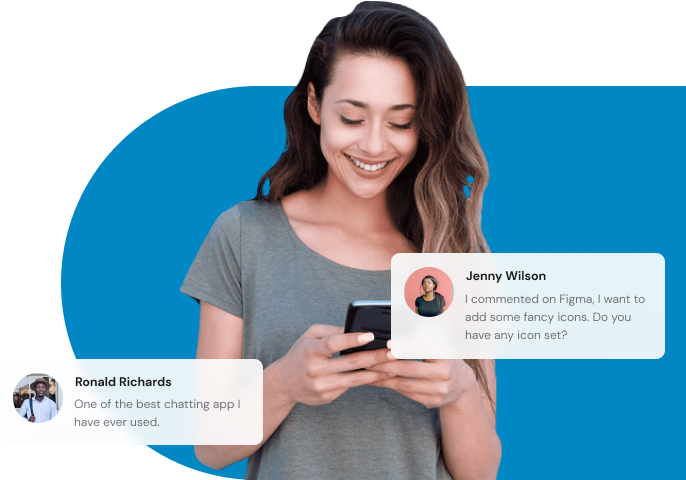 Jenny Wilson
I commented on Figma, I want to
add some fancy icons. Do you
have any icon set?
Ronald Richards
One of the best chatting app I
have ever used.